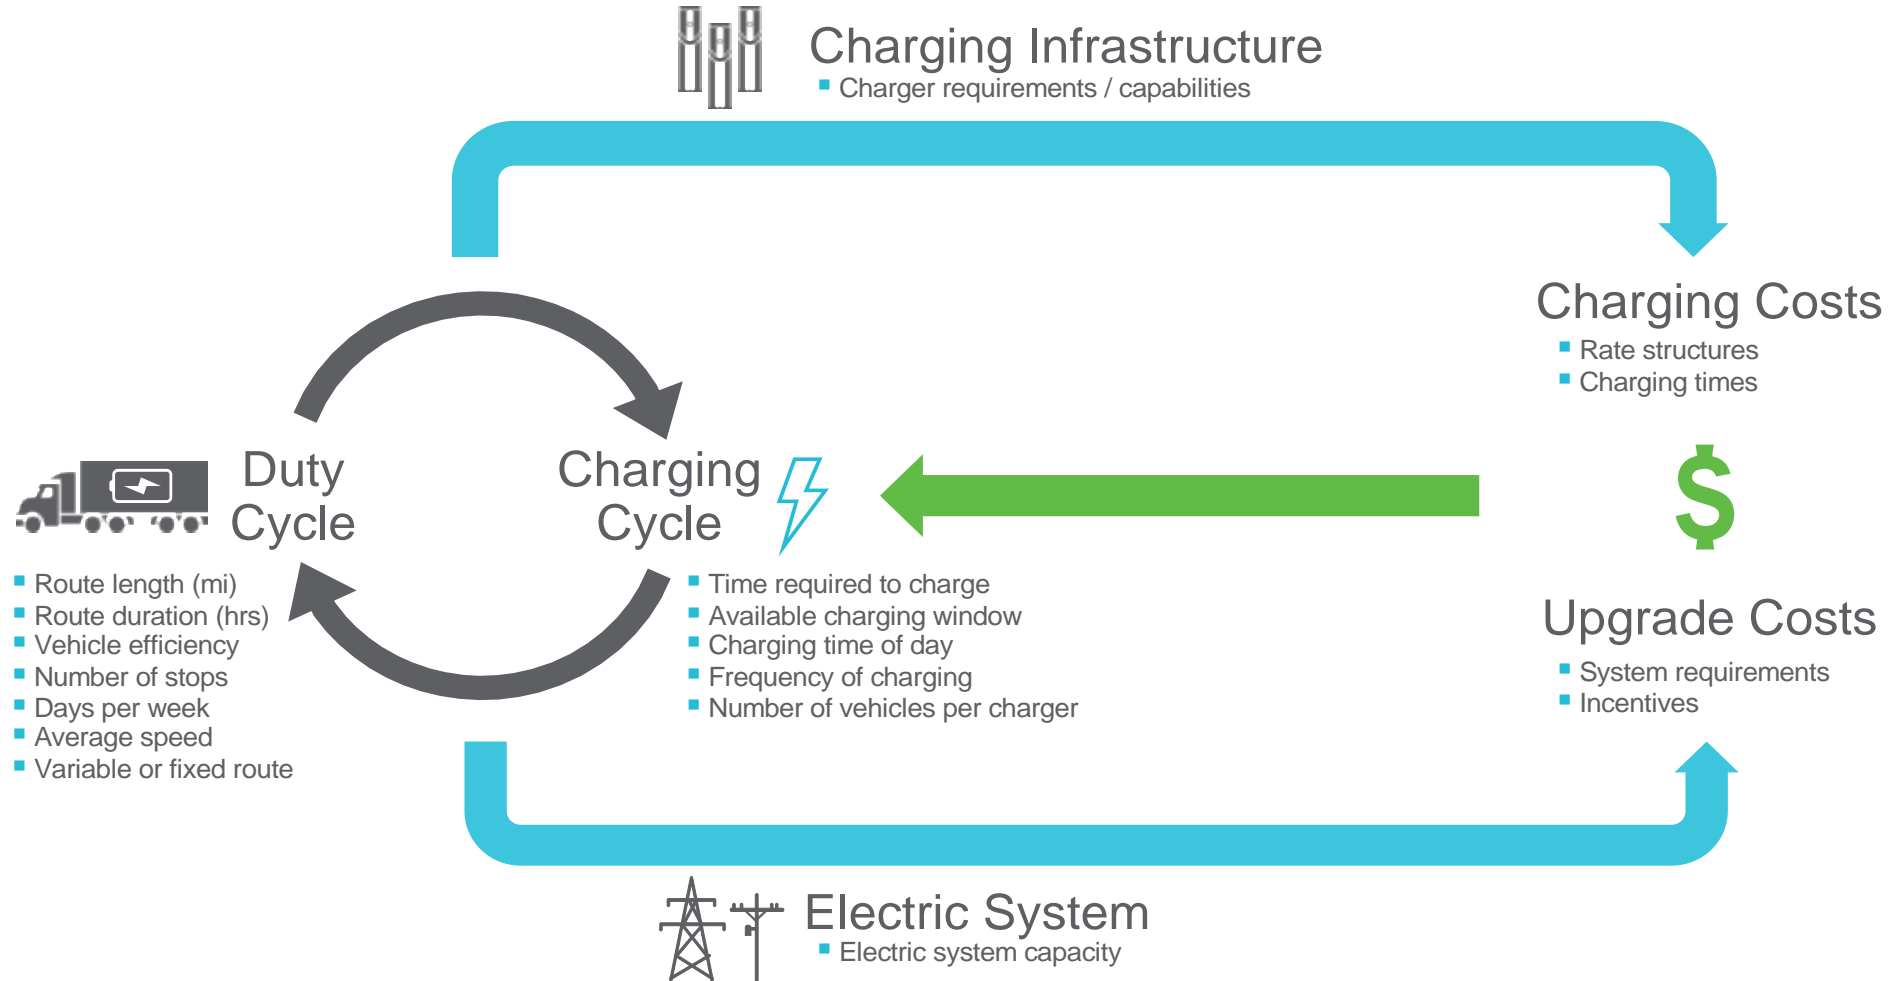 Charging Infrastructure
Charger requirements / capabilities
Charging Costs
Rate structures
Charging times
Duty
Cycle
Route length (mi)
Route duration (hrs)
Vehicle efficiency
Number of stops
Days per week
Average speed
Variable or fixed route
Charging
Cycle
Time required to charge
Available charging window
Charging time of day
Frequency of charging
Number of vehicles per charger
$
Upgrade Costs
System requirements
Incentives
Electric System
Electric system capacity